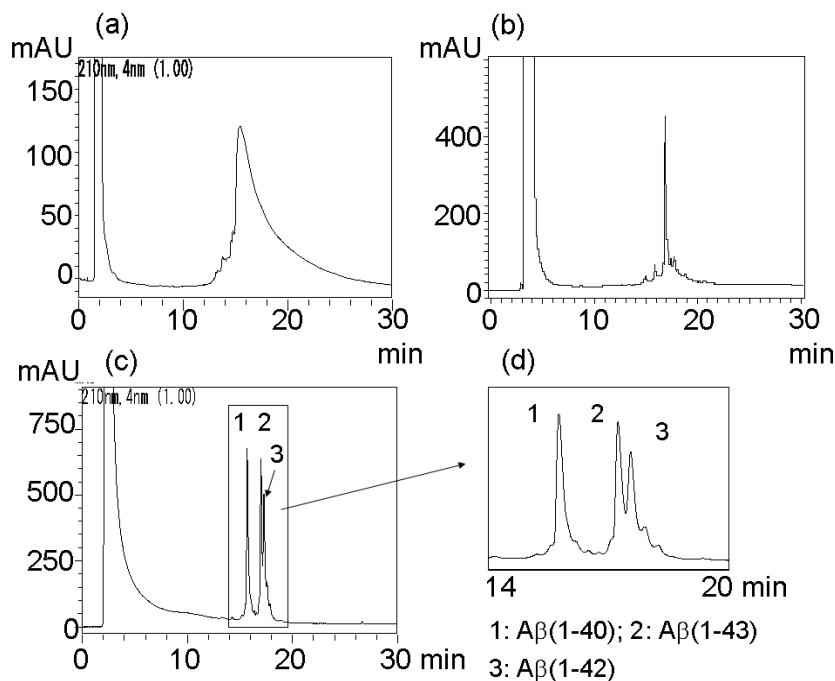 (a)
mAU
210nm,4nm (1.00)
150
100
50
0
0 10 20 30
min
(b)
mAU
400
200
0
0 10 20 30
min
(c)
mAU
210nm,4nm (1.00)
750
500
250
0
1 2
3
0 10 20 30 min
(d)
1 2 3
14 20 min
1: Aβ(1-40); 2: Aβ(1-43)
3: Aβ(1-42)